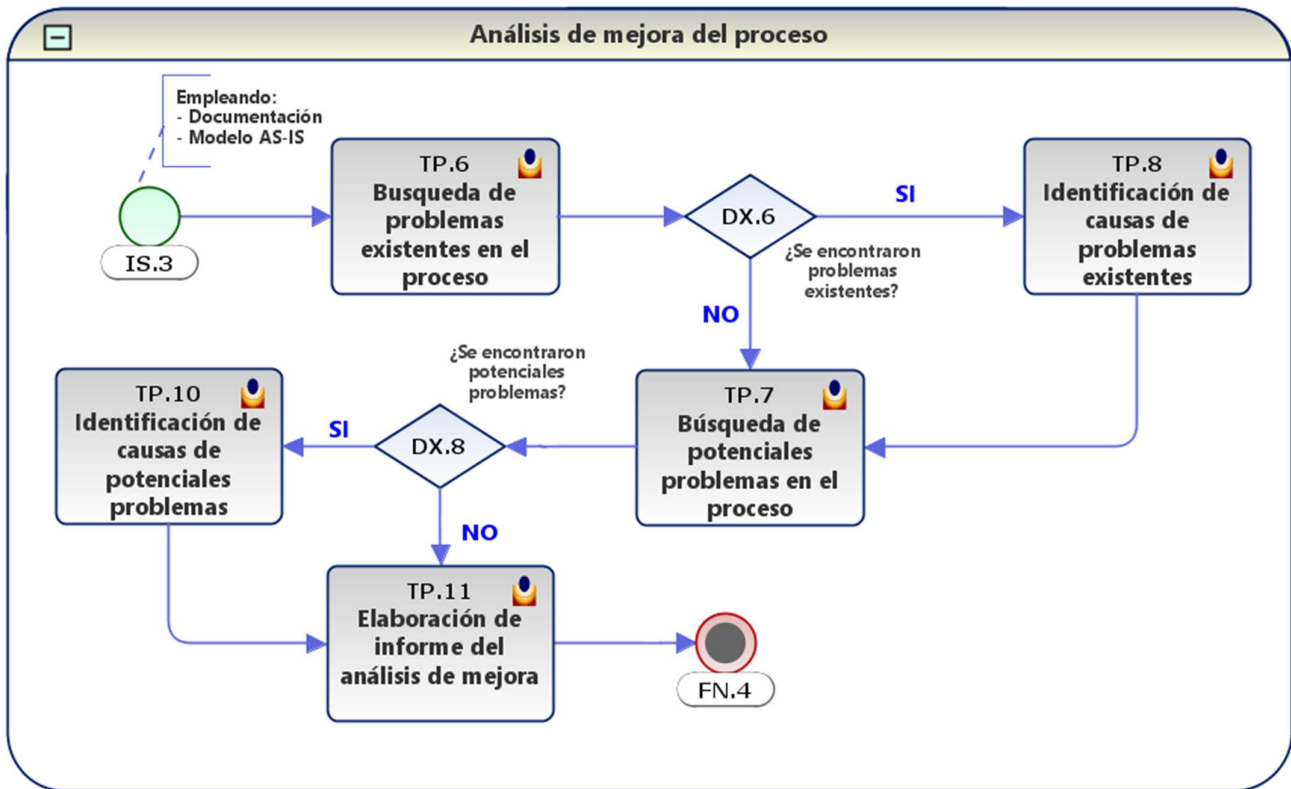 Análisis de mejora del proceso
Empleando:
- Documentación
- Modelo AS-IS
IS.3
TP.6
Busqueda de
problemas
existentes en el
proceso
DX.6
¿Se encontraron
problemas
existentes?
SI
NO
TP.8
Identificación de
causas de
problemas
existentes
TP.7
Búsqueda de
potenciales
problemas en el
proceso
¿Se encontraron
potenciales
problemas?
DX.8
SI
NO
TP.10
Identificación de
causas de
potenciales
problemas
TP.11
Elaboración de
informe del
análisis de mejora
FN.4